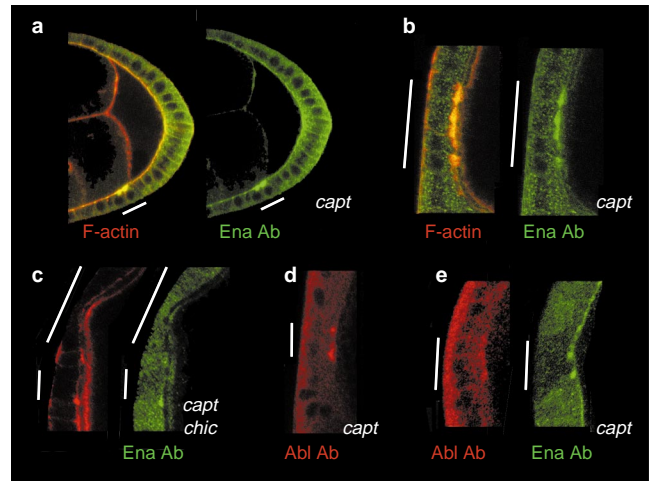 a
b
capt
capt
F-actin
Ena Ab
F-actin
Ena Ab
c
d
e
capt
chic
capt
capt
Ena Ab
Abl Ab
Abl Ab
Ena Ab